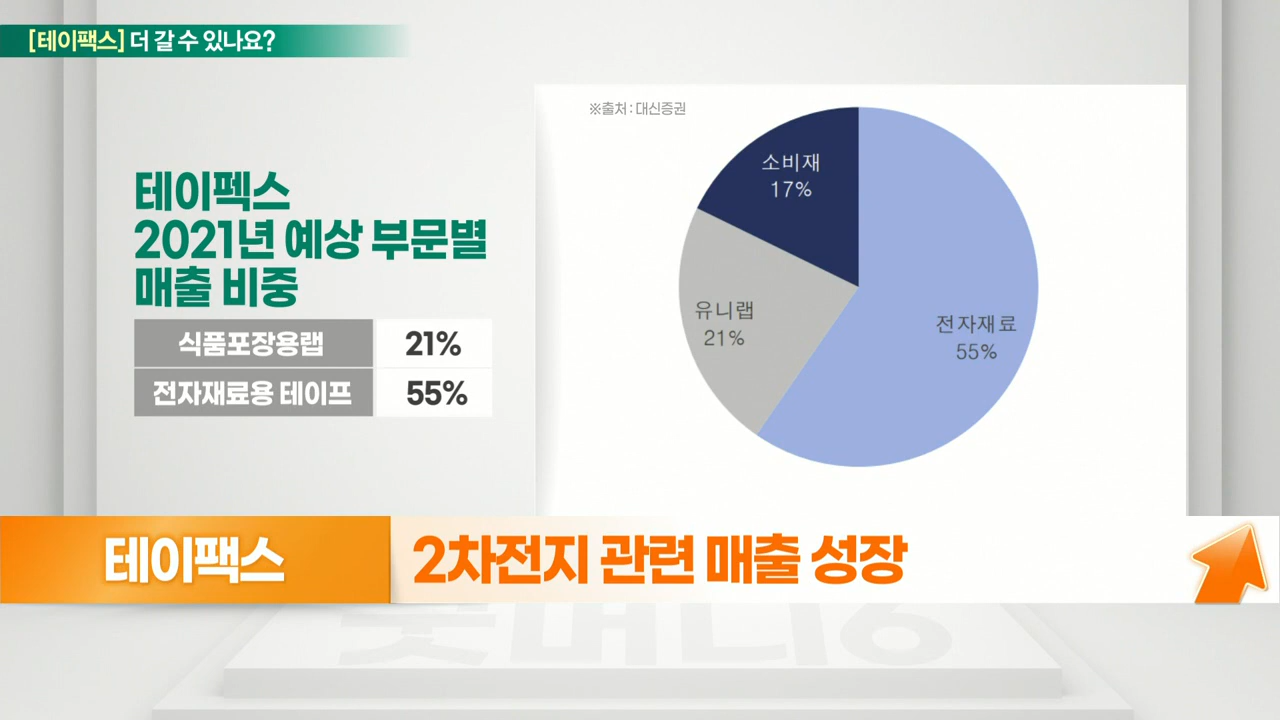 [테이팩스] 더 갈 수 있나요?
※출처 : 대신증권
테이펙스
2021년 예상 부문별
매출 비중
식품포장용랩 21%
전자재료용 테이프 55%
소비재
17%
유니랩
21%
전자재료
55%
테이팩스 2차전지 관련 매출 성장
굿머니6